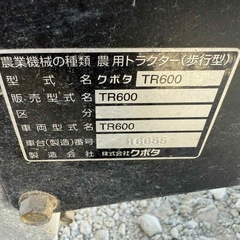 農業機械の種類 農用トラクター(歩行型)
型式名 クボタ TR600
販売型式名 TR600
区分
車両型式名 TR600
車台(製造)番号 16655
製造会社 株式会社クボタ